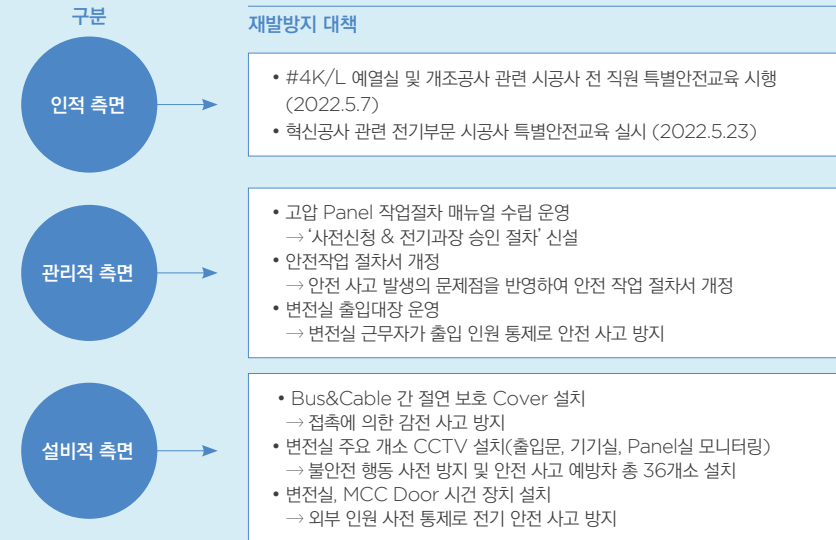 구분
재발방지 대책
인적 측면
• #4K/L 예열실 및 개조공사 관련 시공사 전 직원 특별안전교육 시행
(2022.5.7)
• 혁신공사 관련 전기부문 시공사 특별안전교육 실시 (2022.5.23)
관리적 측면
• 고압 Panel 작업절차 매뉴얼 수립 운영
→ ‘사전신청 & 전기과장 승인 절차’ 신설
• 안전작업 절차서 개정
→ 안전 사고 발생의 문제점을 반영하여 안전 작업 절차서 개정
• 변전실 출입대장 운영
→ 변전실 근무자가 출입 인원 통제로 안전 사고 방지
설비적 측면
• Bus&Cable 간 절연 보호 Cover 설치
→ 접촉에 의한 감전 사고 방지
• 변전실 주요 개소 CCTV 설치(출입문, 기기실, Panel실 모니터링)
→ 불안전 행동 사전 방지 및 안전 사고 예방차 총 36개소 설치
• 변전실, MCC Door 시건 장치 설치
→ 외부 인원 사전 통제로 전기 안전 사고 방지